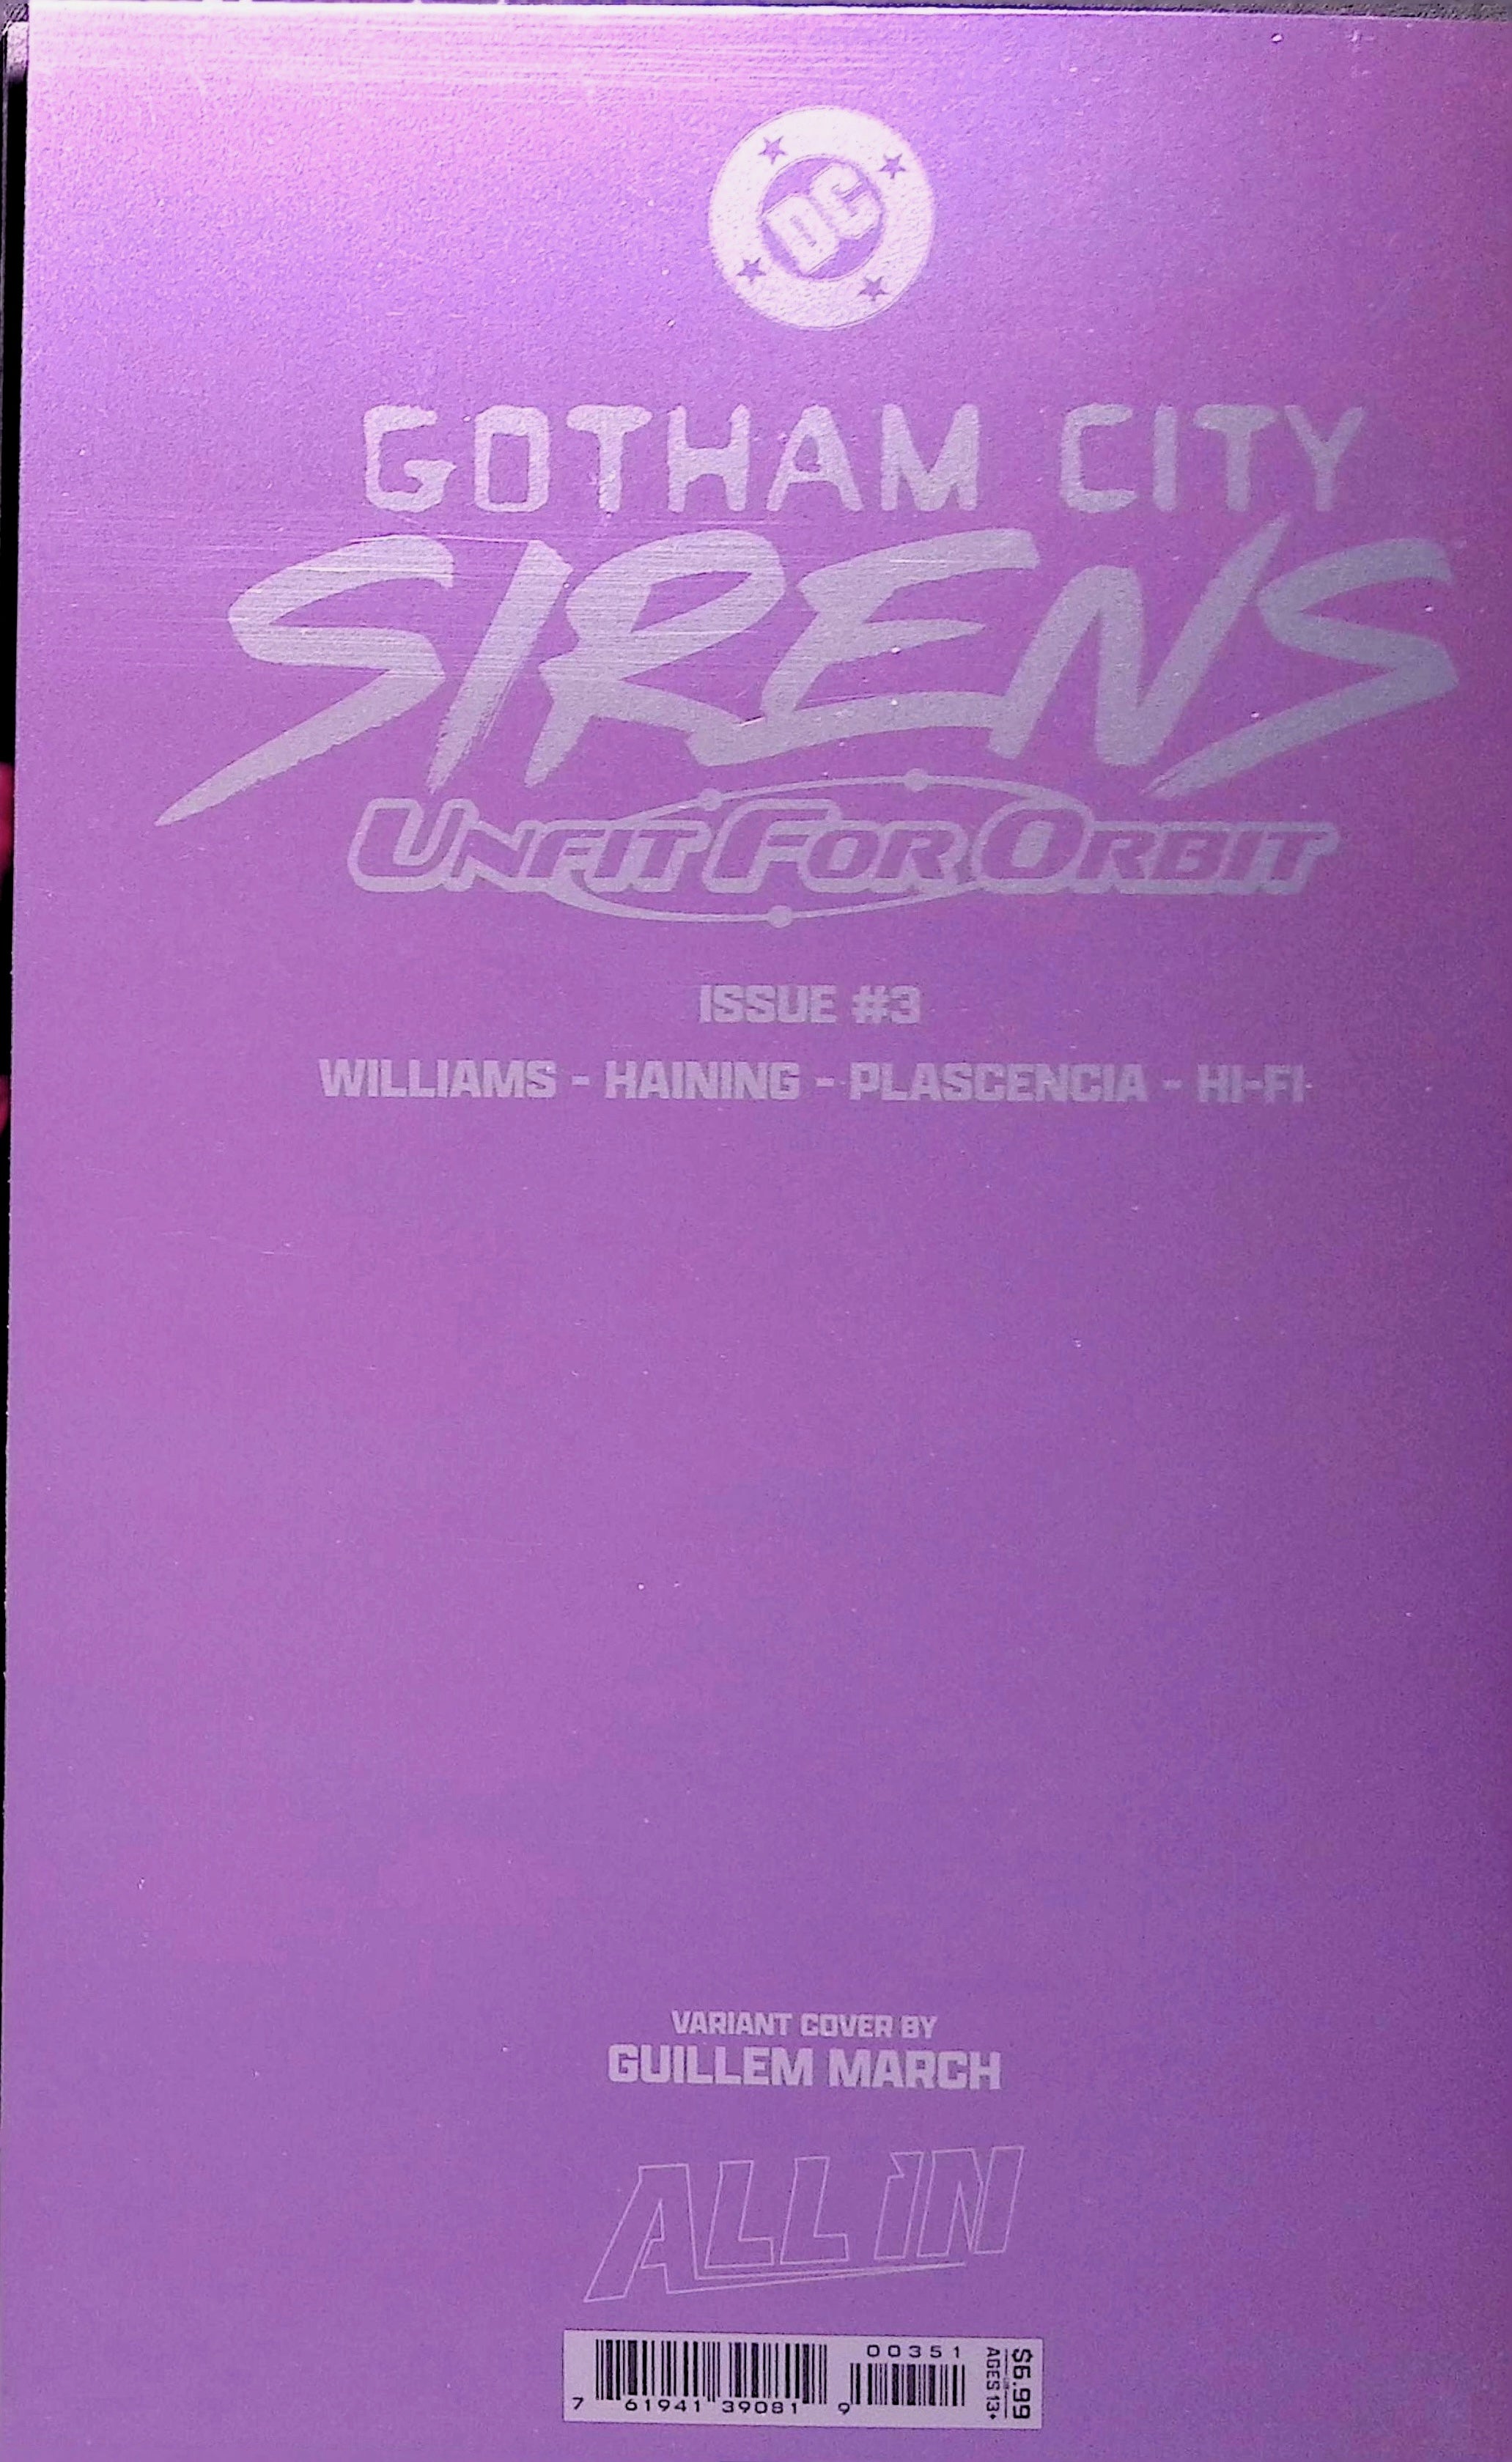 DC
GOTHAM CITY
SIRENS
UNFIT FOR ORBIT
ISSUE #3
WILLIAMS - HAINING - PLASCENCIA - HI-FI
VARIANT COVER BY
GUILLEM MARCH
ALL IN
00351
7 61941 39081 9
$6.99
AGES 13+